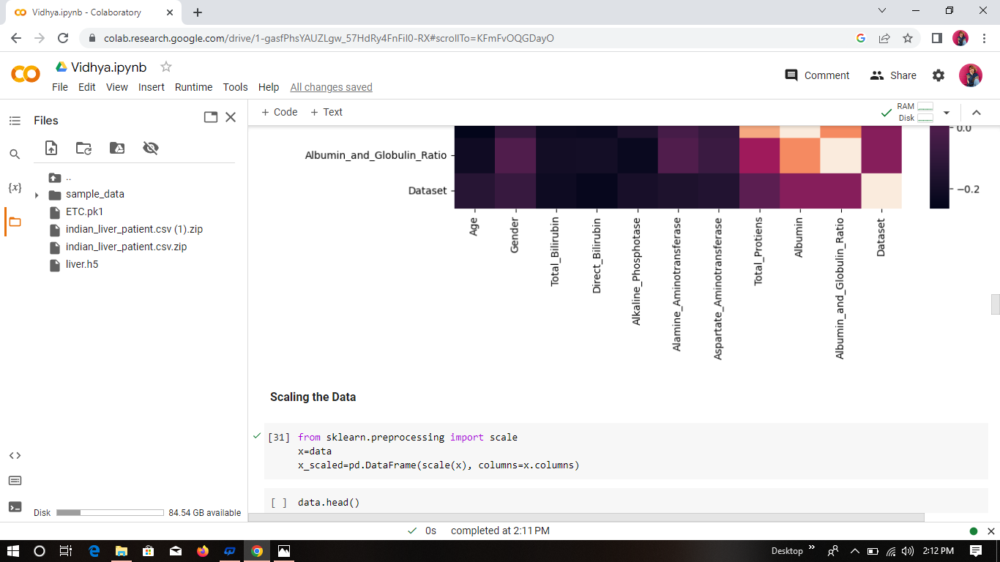 Vidhya.ipynb - Colaboratory
colab.research.google.com/drive/1-gasfPhsYAUZLgw_57HdRy4FnFiI0-RX#scrollTo=KFmFvOQGDayO
Vidhya.ipynb
Comment
Share
File Edit View Insert Runtime Tools Help All changes saved
Files
+ Code + Text
RAM
Disk
{x}
..
sample_data
ETC.pk1
indian_liver_patient.csv (1).zip
indian_liver_patient.csv.zip
liver.h5
Albumin_and_Globulin_Ratio
Dataset
0.0
−0.2
Age
Gender
Total_Bilirubin
Direct_Bilirubin
Alkaline_Phosphotase
Alamine_Aminotransferase
Aspartate_Aminotransferase
Total_Protiens
Albumin
Albumin_and_Globulin_Ratio
Dataset
Scaling the Data
[31] from sklearn.preprocessing import scale
x=data
x_scaled=pd.DataFrame(scale(x), columns=x.columns)
[ ] data.head()
Disk 84.54 GB available
0s completed at 2:11 PM
Desktop
2:12 PM